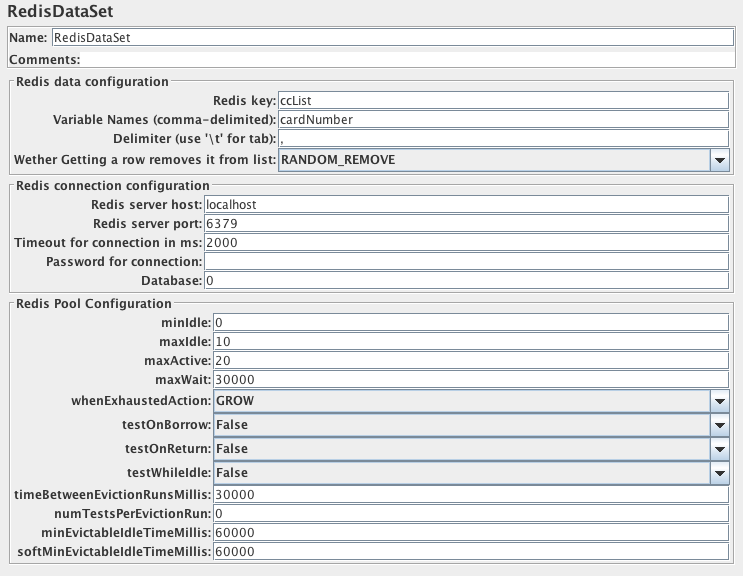 RedisDataSet
Name: RedisDataSet
Comments:
Redis data configuration
Redis key: ccList
Variable Names (comma-delimited): cardNumber
Delimiter (use '\t' for tab): ,
Wether Getting a row removes it from list: RANDOM_REMOVE
Redis connection configuration
Redis server host: localhost
Redis server port: 6379
Timeout for connection in ms: 2000
Password for connection:
Database: 0
Redis Pool Configuration
minIdle: 0
maxIdle: 10
maxActive: 20
maxWait: 30000
whenExhaustedAction: GROW
testOnBorrow: False
testOnReturn: False
testWhileIdle: False
timeBetweenEvictionRunsMillis: 30000
numTestsPerEvictionRun: 0
minEvictableIdleTimeMillis: 60000
softMinEvictableIdleTimeMillis: 60000